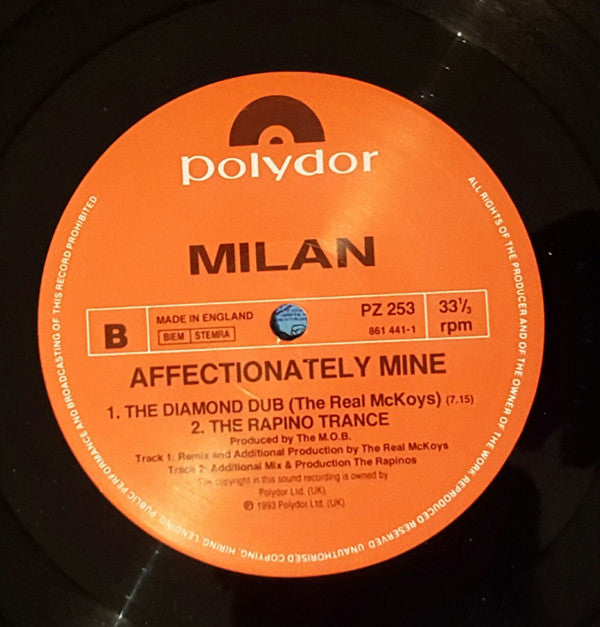 polydor
MILAN
B
MADE IN ENGLAND
BIEM STEMRA
PZ 253
861 441-1
33⅓
rpm
AFFECTIONATELY MINE
1. THE DIAMOND DUB (The Real McKoys) (7.15)
2. THE RAPINO TRANCE
Produced by The M.O.B.
Track 1: Remix and Additional Production by The Real McKoys
Track 2: Additional Mix & Production The Rapinos
The copyright in this sound recording is owned by
Polydor Ltd. (UK)
℗ 1993 Polydor Ltd. (UK)
ALL RIGHTS OF THE PRODUCER AND OF THE OWNER OF THE WORK REPRODUCED RESERVED. UNAUTHORISED COPYING, HIRING, LENDING, PUBLIC PERFORMANCE AND BROADCASTING OF THIS RECORD PROHIBITED